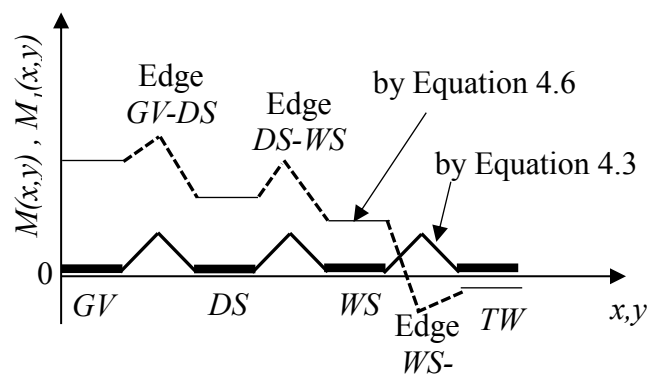 M(x,y) , M₁(x,y)
Edge
GV-DS
Edge
DS-WS
by Equation 4.6
by Equation 4.3
0
GV
DS
WS
TW
x,y
Edge
WS-